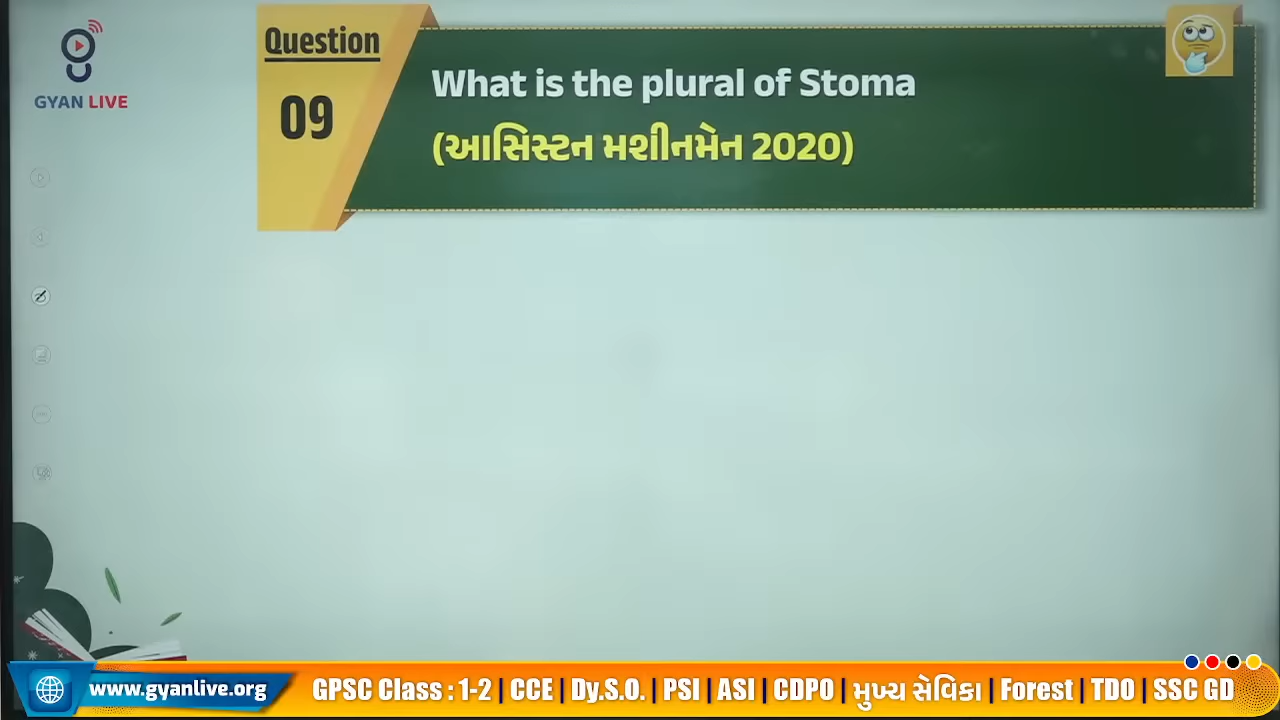 GYAN LIVE
Question
09
What is the plural of Stoma
(આસિસ્ટન મશીનમેન 2020)
www.gyanlive.org
GPSC Class : 1-2 | CCE | Dy.S.O. | PSI | ASI | CDPO | મુખ્ય સેવિકા | Forest | TDO | SSC GD